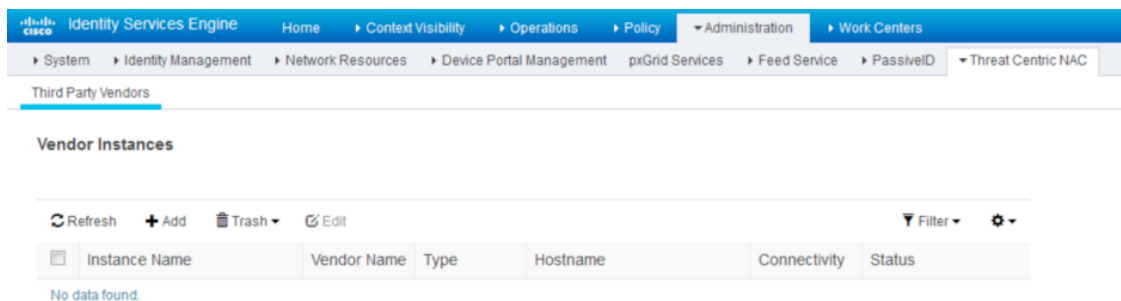 cisco Identity Services Engine Home Context Visibility Operations Policy Administration Work Centers
System Identity Management Network Resources Device Portal Management pxGrid Services Feed Service PassiveID Threat Centric NAC
Third Party Vendors
Vendor Instances
Refresh Add Trash Edit Filter
Instance Name Vendor Name Type Hostname Connectivity Status
No data found.